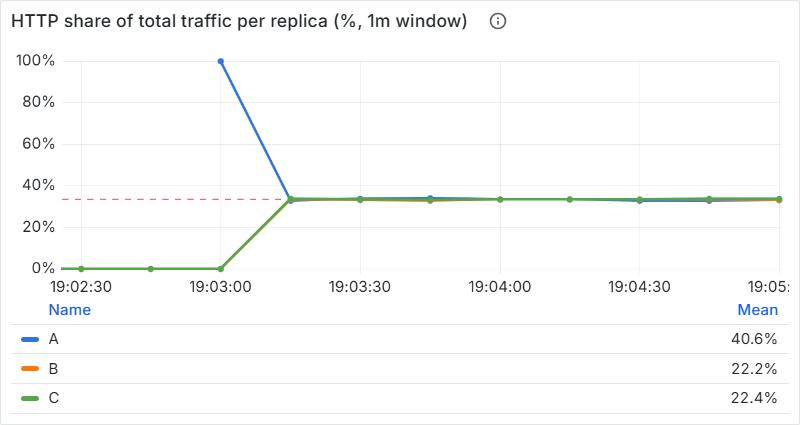 HTTP share of total traffic per replica (%, 1m window)
100%
80%
60%
40%
20%
0%
19:02:30 19:03:00 19:03:30 19:04:00 19:04:30 19:05:
Name Mean
A 40.6%
B 22.2%
C 22.4%